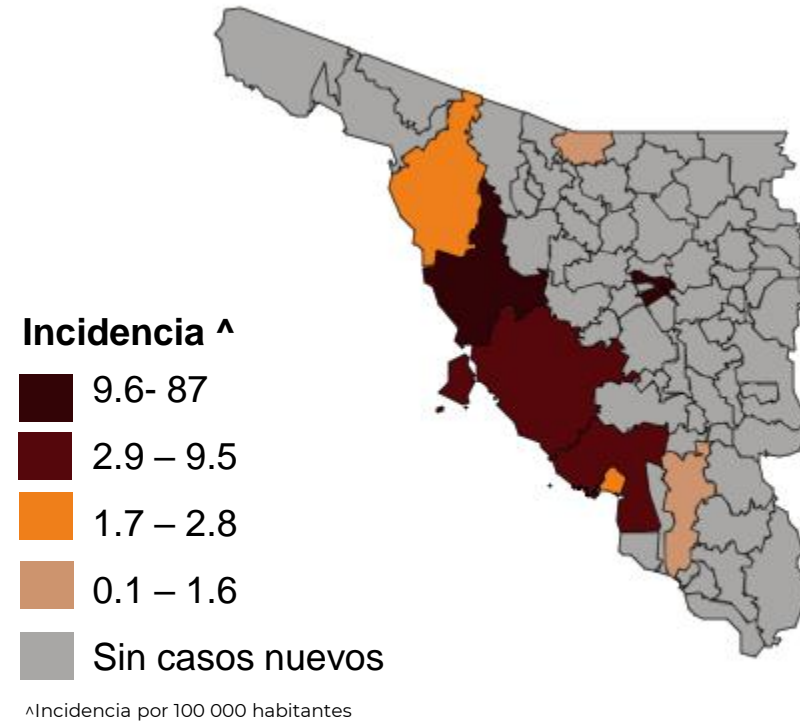 Incidencia ^
9.6- 87
2.9 – 9.5
1.7 – 2.8
0.1 – 1.6
Sin casos nuevos
^Incidencia por 100 000 habitantes